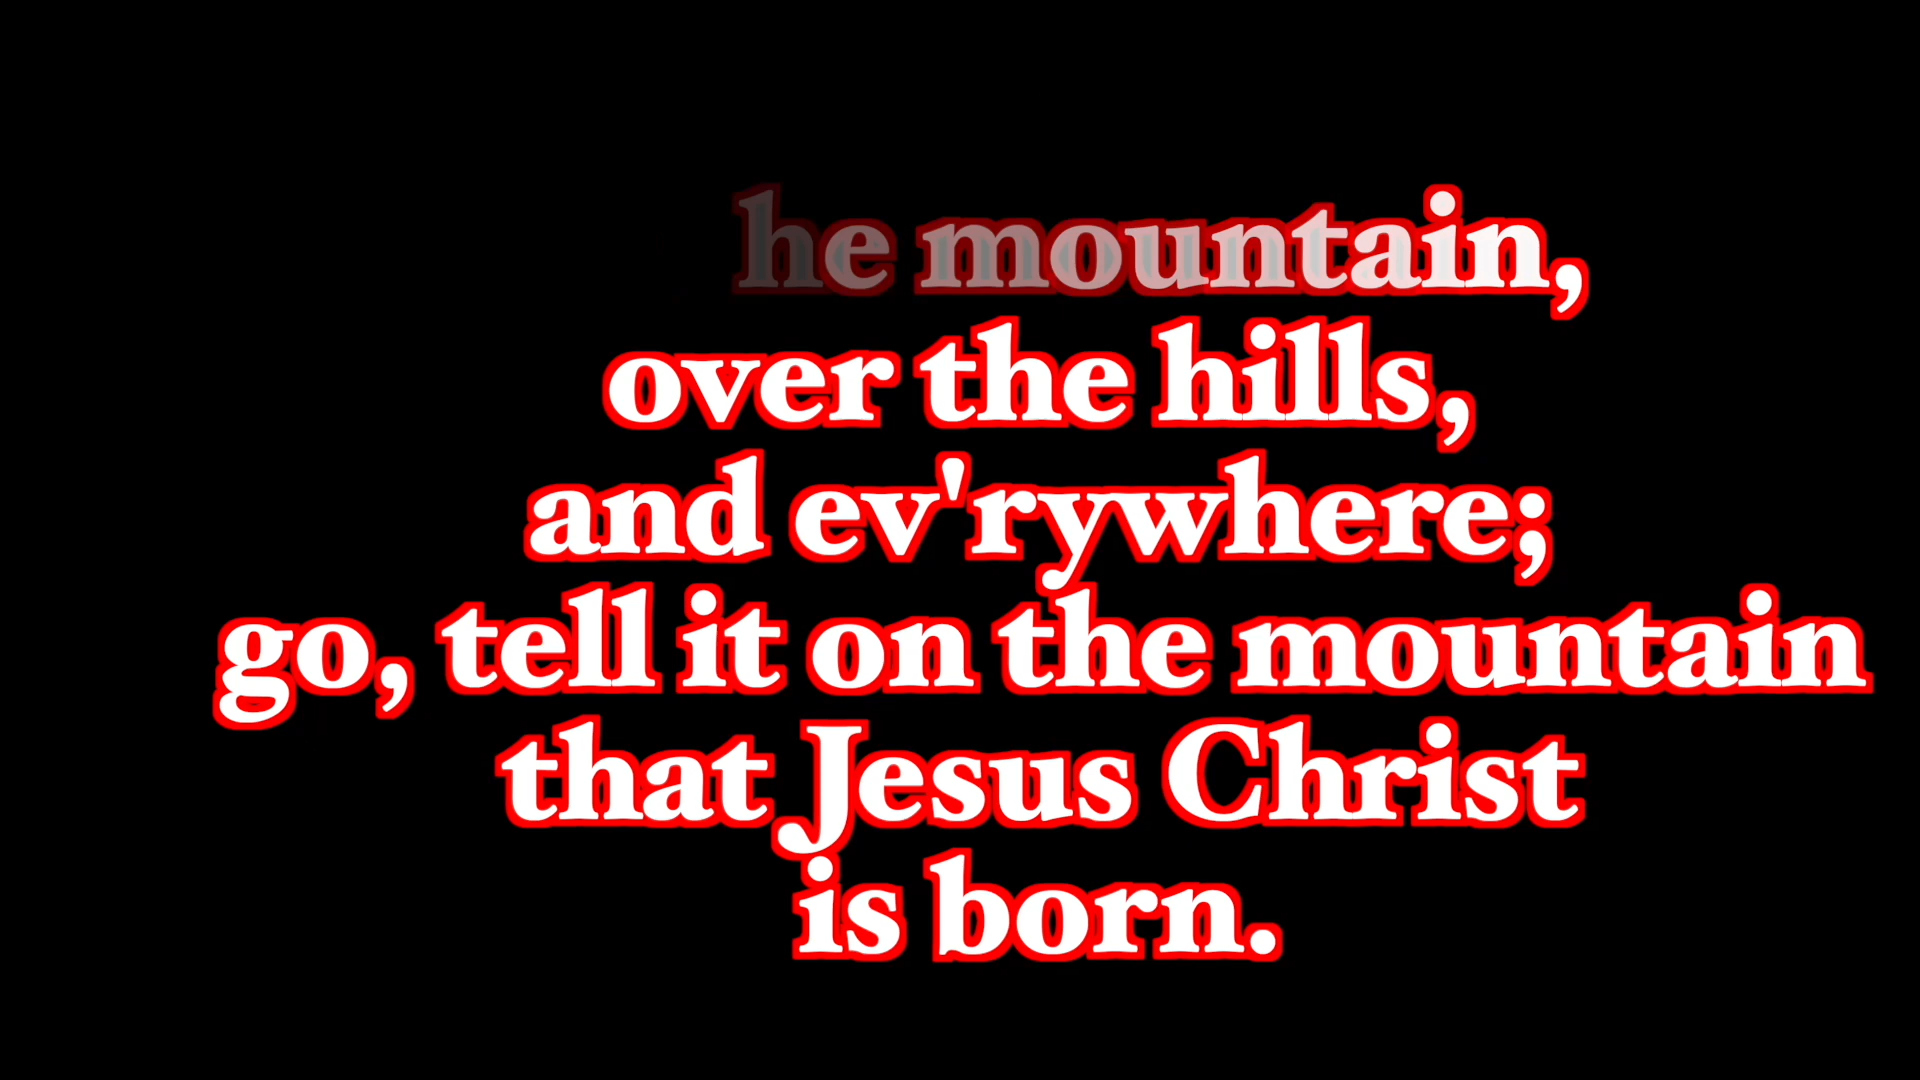 he mountain,
over the hills,
and ev'rywhere;
go, tell it on the mountain
that Jesus Christ
is born.